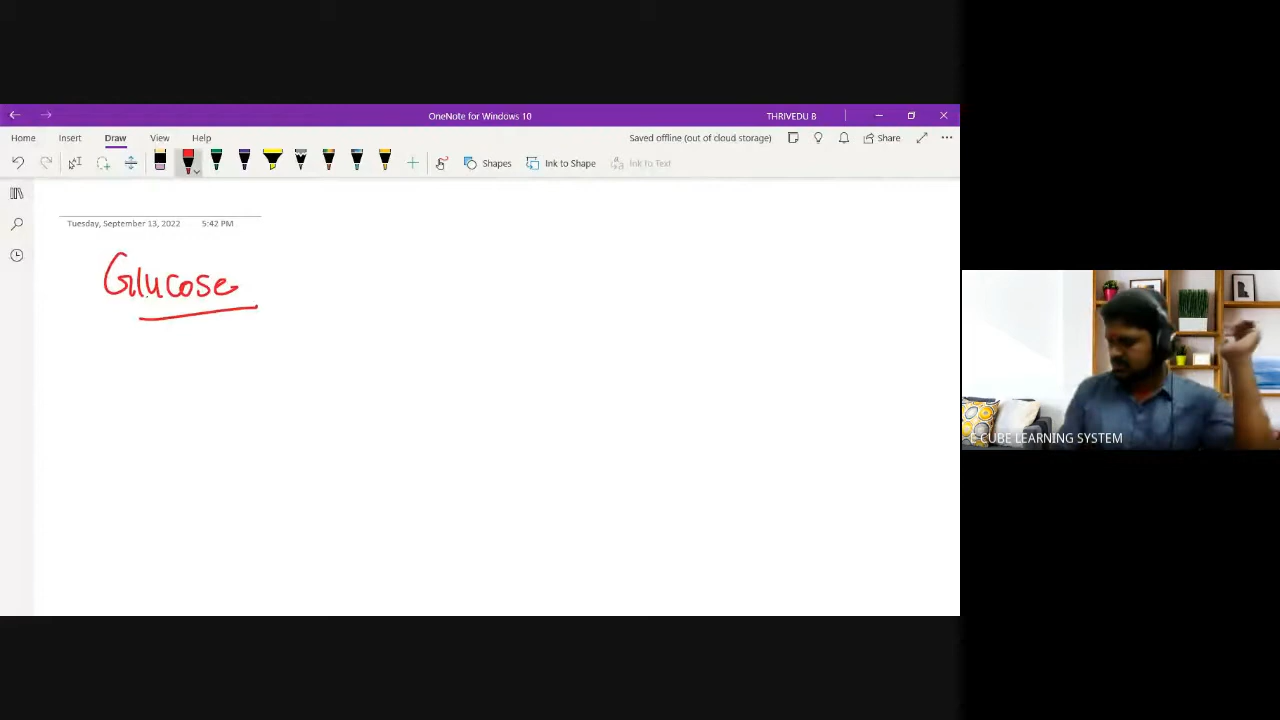 OneNote for Windows 10
THRIVEDU B
Home Insert Draw View Help
Saved offline (out of cloud storage)
Share
Shapes
Ink to Shape
Ink to Text
Tuesday, September 13, 2022 5:42 PM
Glucose
CUBE LEARNING SYSTEM